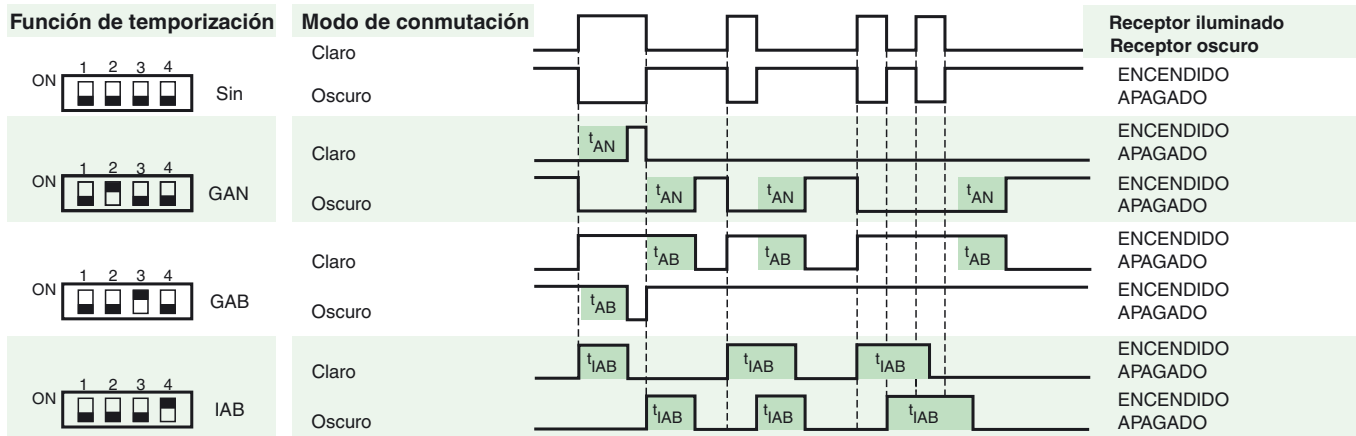 Función de temporización
Modo de conmutación
Receptor iluminado
Receptor oscuro
ON
1 2 3 4
Sin
Claro
Oscuro
ENCENDIDO
APAGADO
ON
1 2 3 4
GAN
Claro
tAN
ENCENDIDO
APAGADO
Oscuro
tAN
tAN
tAN
ENCENDIDO
APAGADO
ON
1 2 3 4
GAB
Claro
tAB
tAB
tAB
ENCENDIDO
APAGADO
Oscuro
tAB
ENCENDIDO
APAGADO
ON
1 2 3 4
IAB
Claro
tIAB
tIAB
tIAB
ENCENDIDO
APAGADO
Oscuro
tIAB
tIAB
tIAB
ENCENDIDO
APAGADO